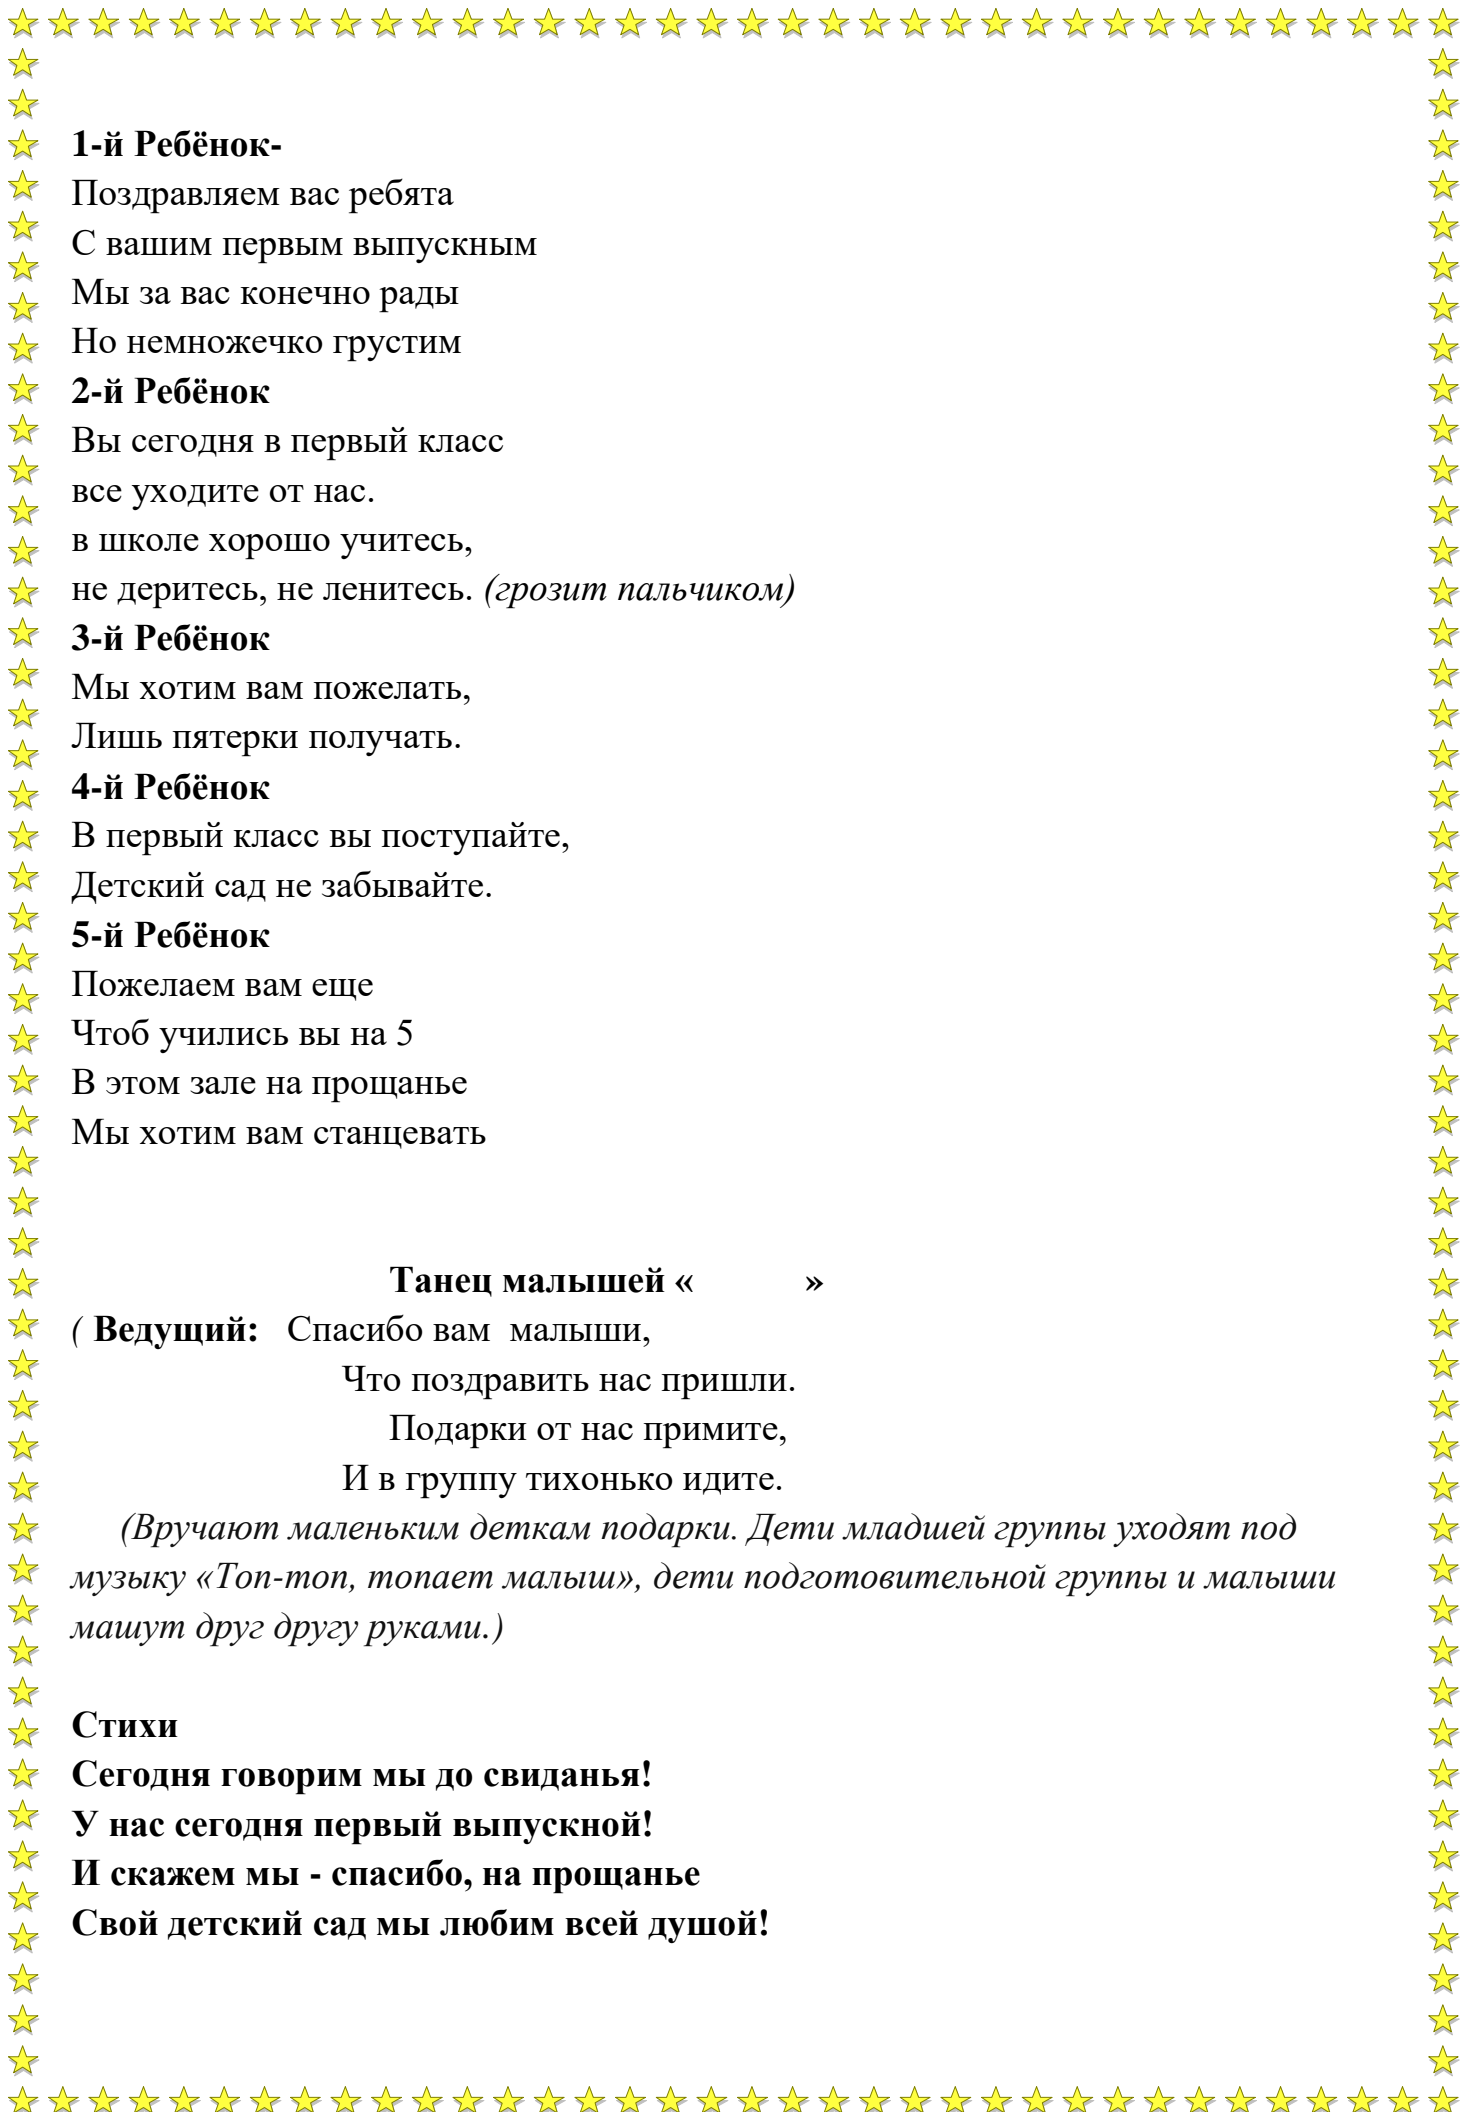 1-й Ребёнок-
Поздравляем вас ребята
С вашим первым выпускным
Мы за вас конечно рады
Но немножечко грустим
2-й Ребёнок
Вы сегодня в первый класс
все уходите от нас.
в школе хорошо учитесь,
не деритесь, не ленитесь. (грозит пальчиком)
3-й Ребёнок
Мы хотим вам пожелать,
Лишь пятерки получать.
4-й Ребёнок
В первый класс вы поступайте,
Детский сад не забывайте.
5-й Ребёнок
Пожелаем вам еще
Чтоб учились вы на 5
В этом зале на прощанье
Мы хотим вам станцевать
Танец малышей «            »
( Ведущий:   Спасибо вам  малыши,
Что поздравить нас пришли.
Подарки от нас примите,
И в группу тихонько идите.
(Вручают маленьким деткам подарки. Дети младшей группы уходят под
музыку «Топ-топ, топает малыш», дети подготовительной группы и малыши
машут друг другу руками.)
Стихи
Сегодня говорим мы до свиданья!
У нас сегодня первый выпускной!
И скажем мы - спасибо, на прощанье
Свой детский сад мы любим всей душой!